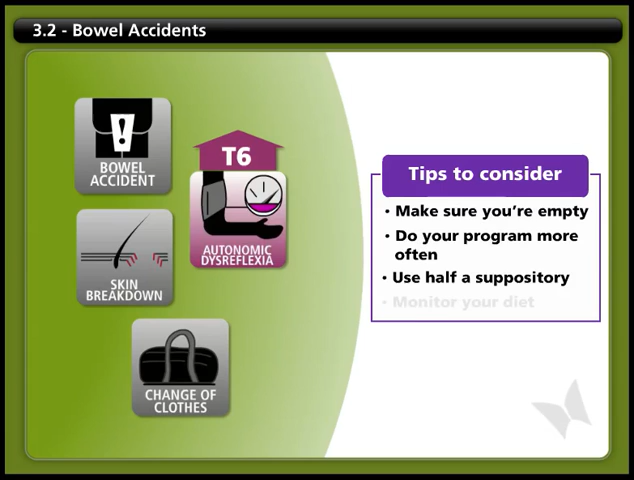 3.2 - Bowel Accidents
BOWEL
ACCIDENT
T6
AUTONOMIC
DYSREFLEXIA
SKIN
BREAKDOWN
CHANGE OF
CLOTHES
Tips to consider
• Make sure you're empty
• Do your program more
often
• Use half a suppository
• Monitor your diet